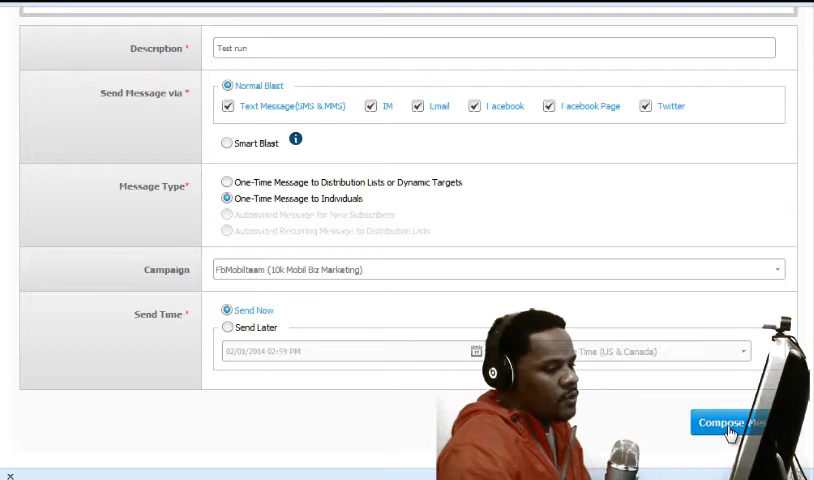 Description *
Test run
Send Message via *
Normal Blast
Text Message(SMS & MMS) IM Email Facebook Facebook Page Twitter
Smart Blast i
Message Type*
One-Time Message to Distribution Lists or Dynamic Targets
One-Time Message to Individuals
Automated Message for New Subscribers
Automated Recurring Message to Distribution Lists
Campaign
FbMobilteam (10k Mobil Biz Marketing)
Send Time *
Send Now
Send Later
02/01/2014 02:59 PM
Time (US & Canada)
Compose Mes